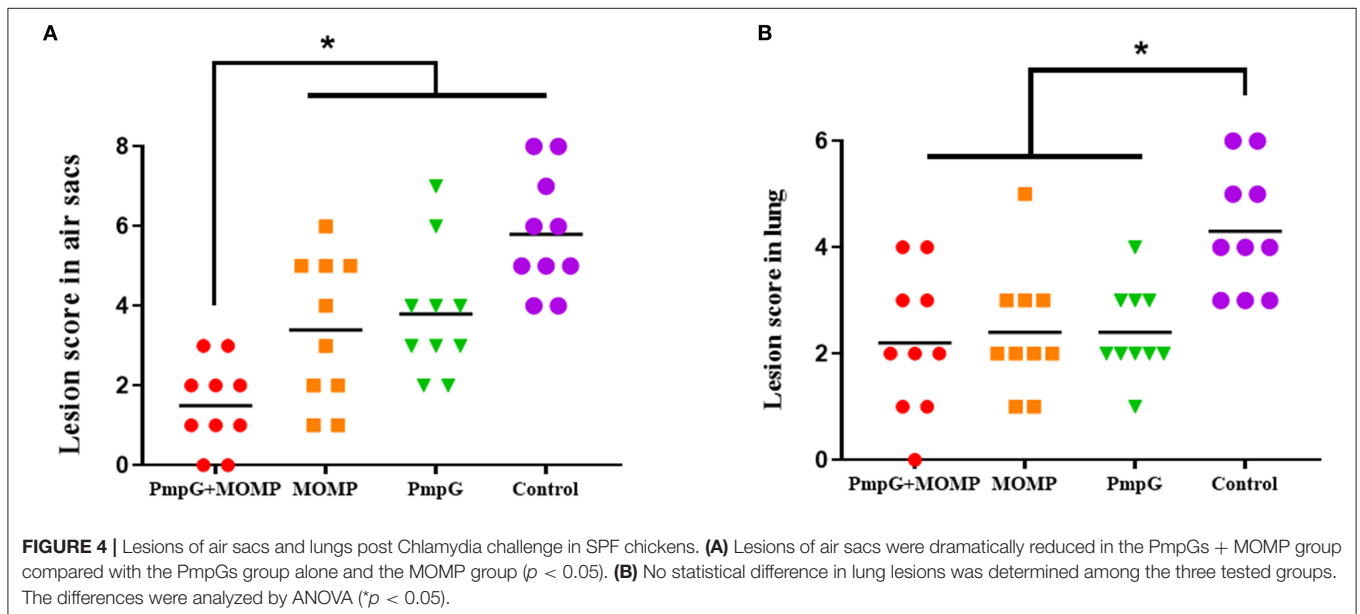 A
*
Lesion score in air sacs
8
6
4
2
0
PmpG+MOMP MOMP PmpG Control
B
*
Lesion score in lung
6
4
2
0
PmpG+MOMP MOMP PmpG Control
FIGURE 4 | Lesions of air sacs and lungs post Chlamydia challenge in SPF chickens. (A) Lesions of air sacs were dramatically reduced in the PmpGs + MOMP group
compared with the PmpGs group alone and the MOMP group (p < 0.05). (B) No statistical difference in lung lesions was determined among the three tested groups.
The differences were analyzed by ANOVA (*p < 0.05).